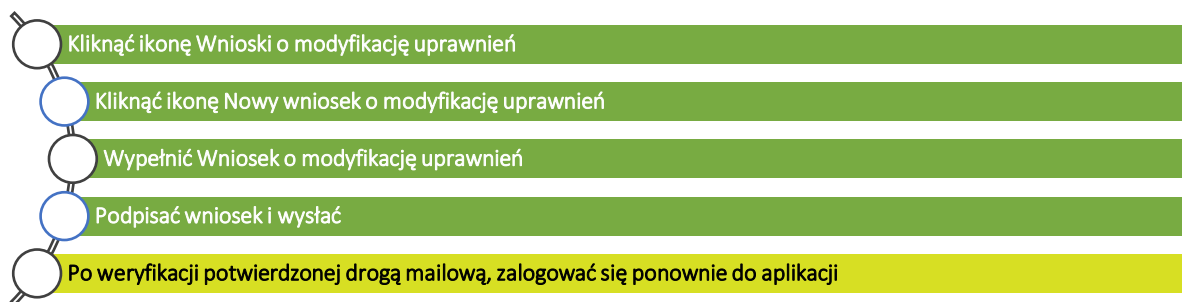 Kliknąć ikonę Wnioski o modyfikację uprawnień
Kliknąć ikonę Nowy wniosek o modyfikację uprawnień
Wypełnić Wniosek o modyfikację uprawnień
Podpisać wniosek i wysłać
Po weryfikacji potwierdzonej drogą mailową, zalogować się ponownie do aplikacji